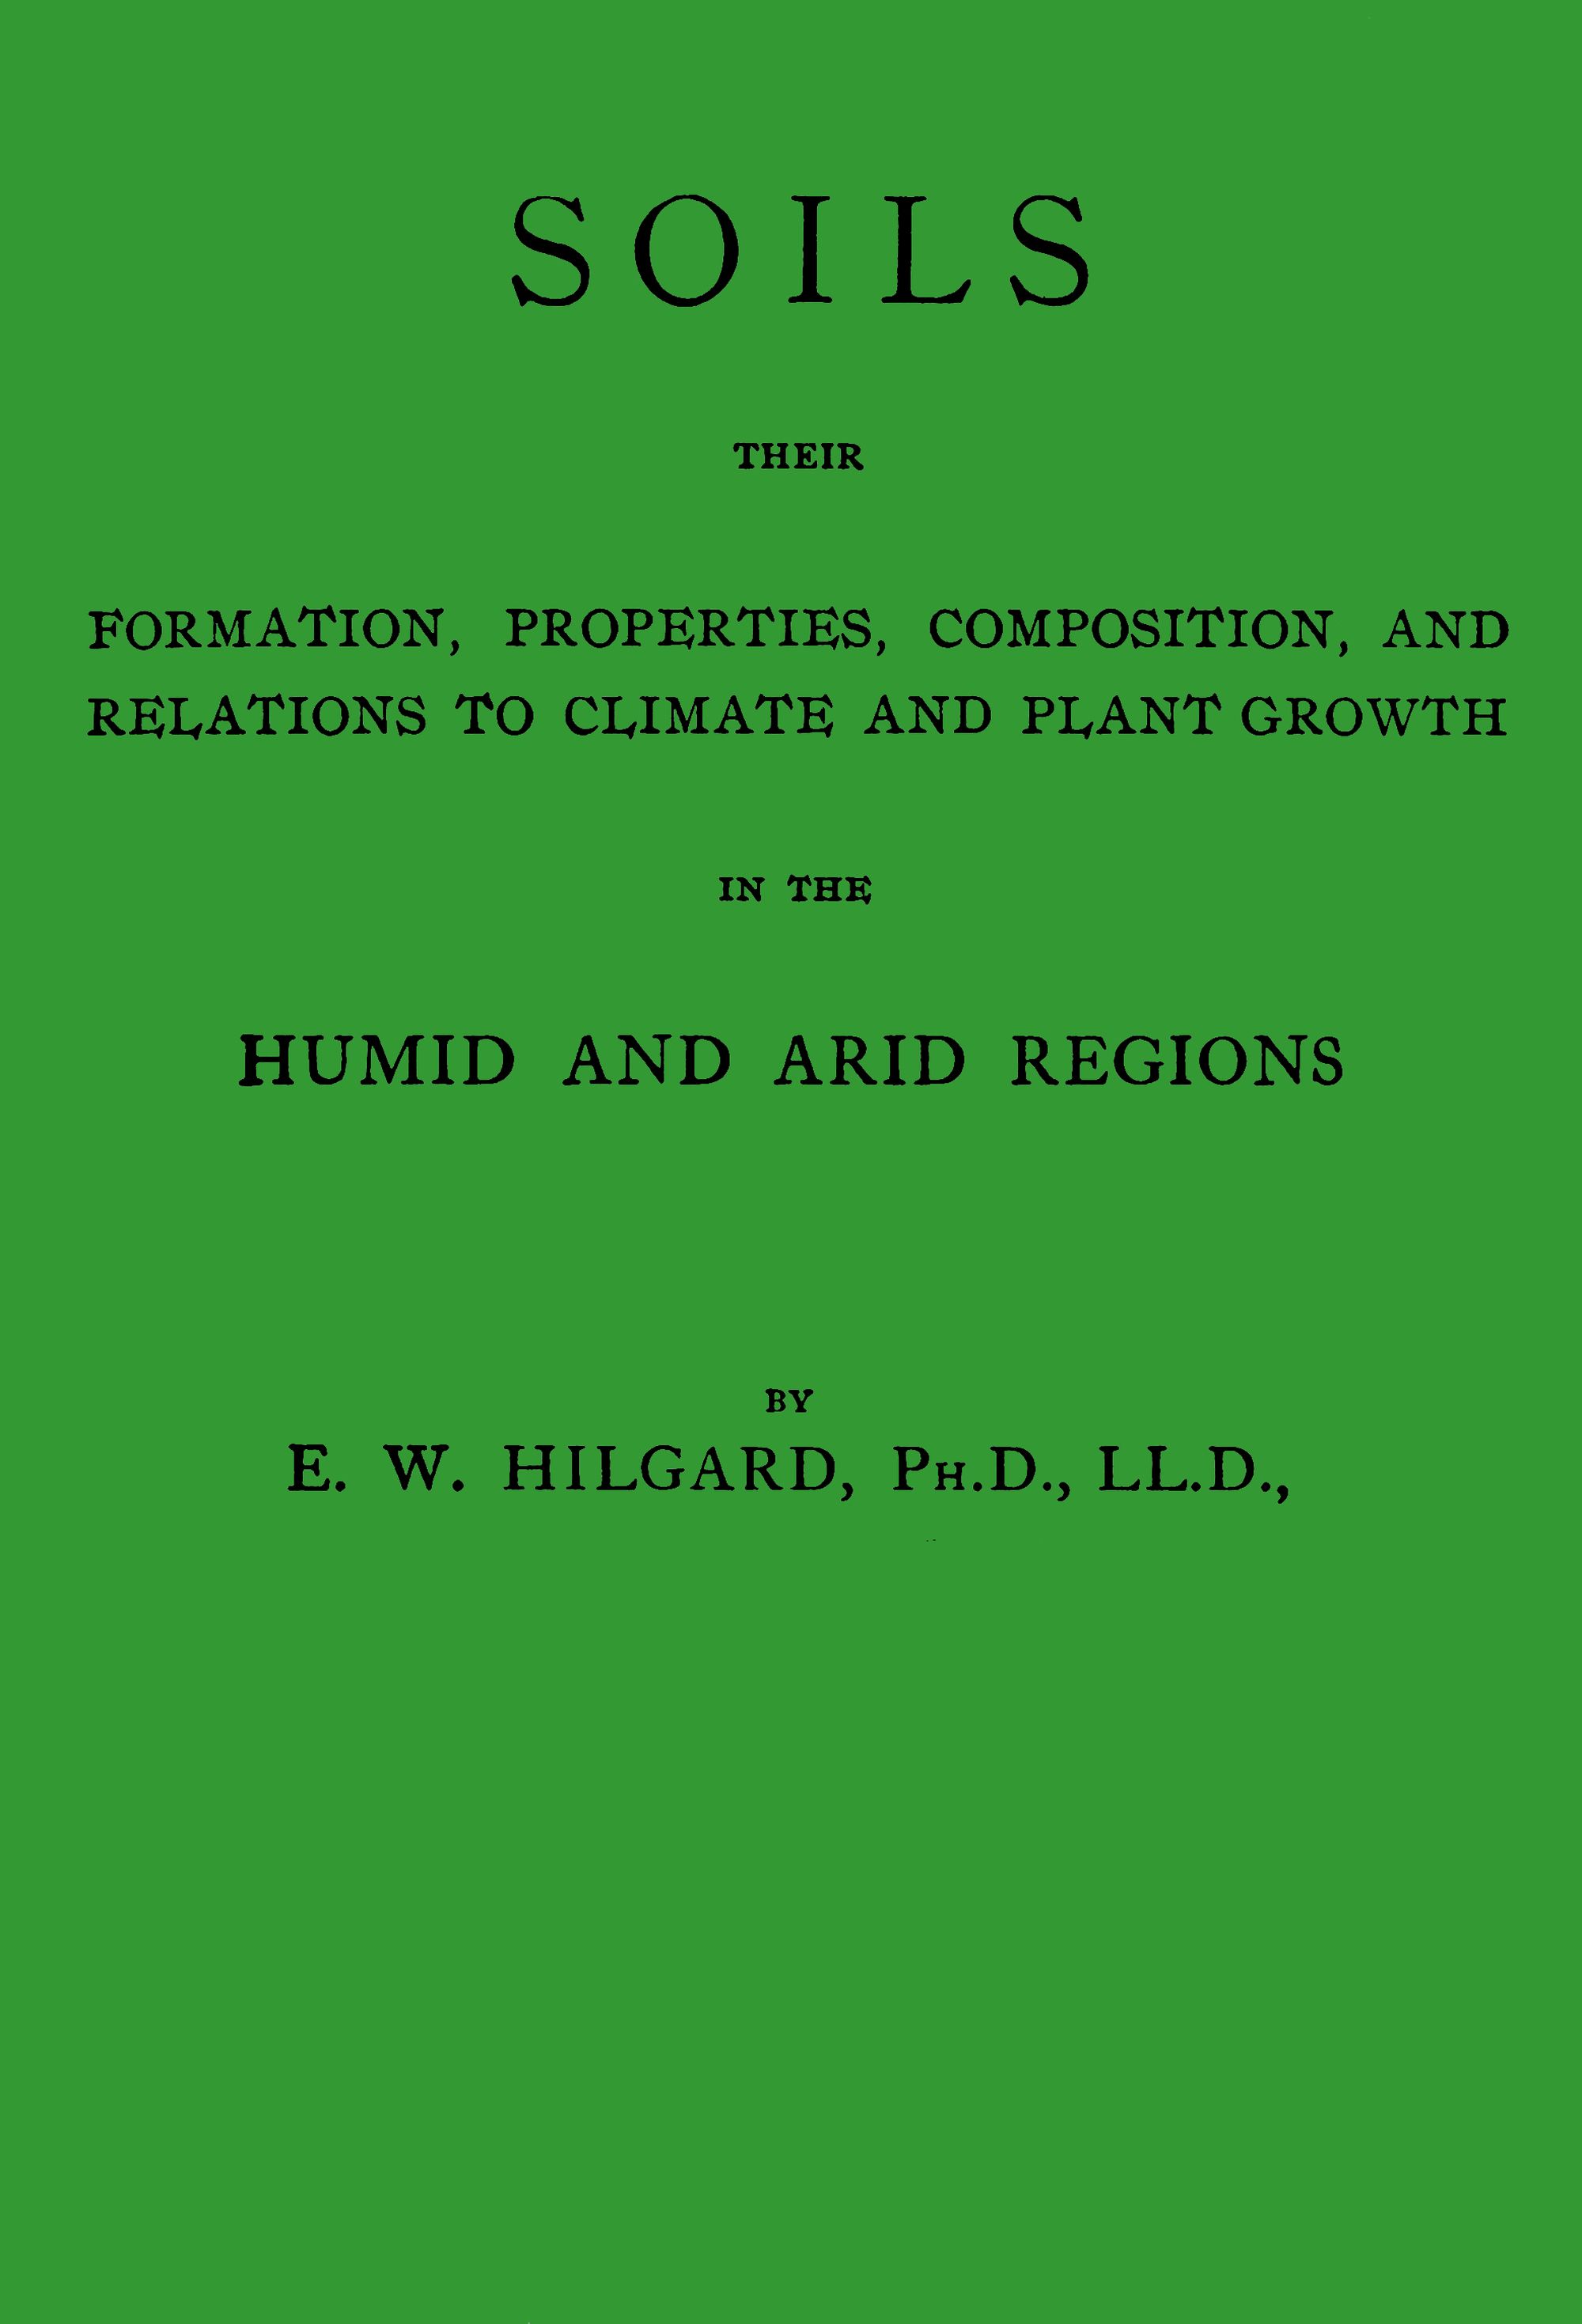 SOILS
THEIR
FORMATION, PROPERTIES, COMPOSITION, AND
RELATIONS TO CLIMATE AND PLANT GROWTH
IN THE
HUMID AND ARID REGIONS
BY
E. W. HILGARD, PH.D., LL.D.,